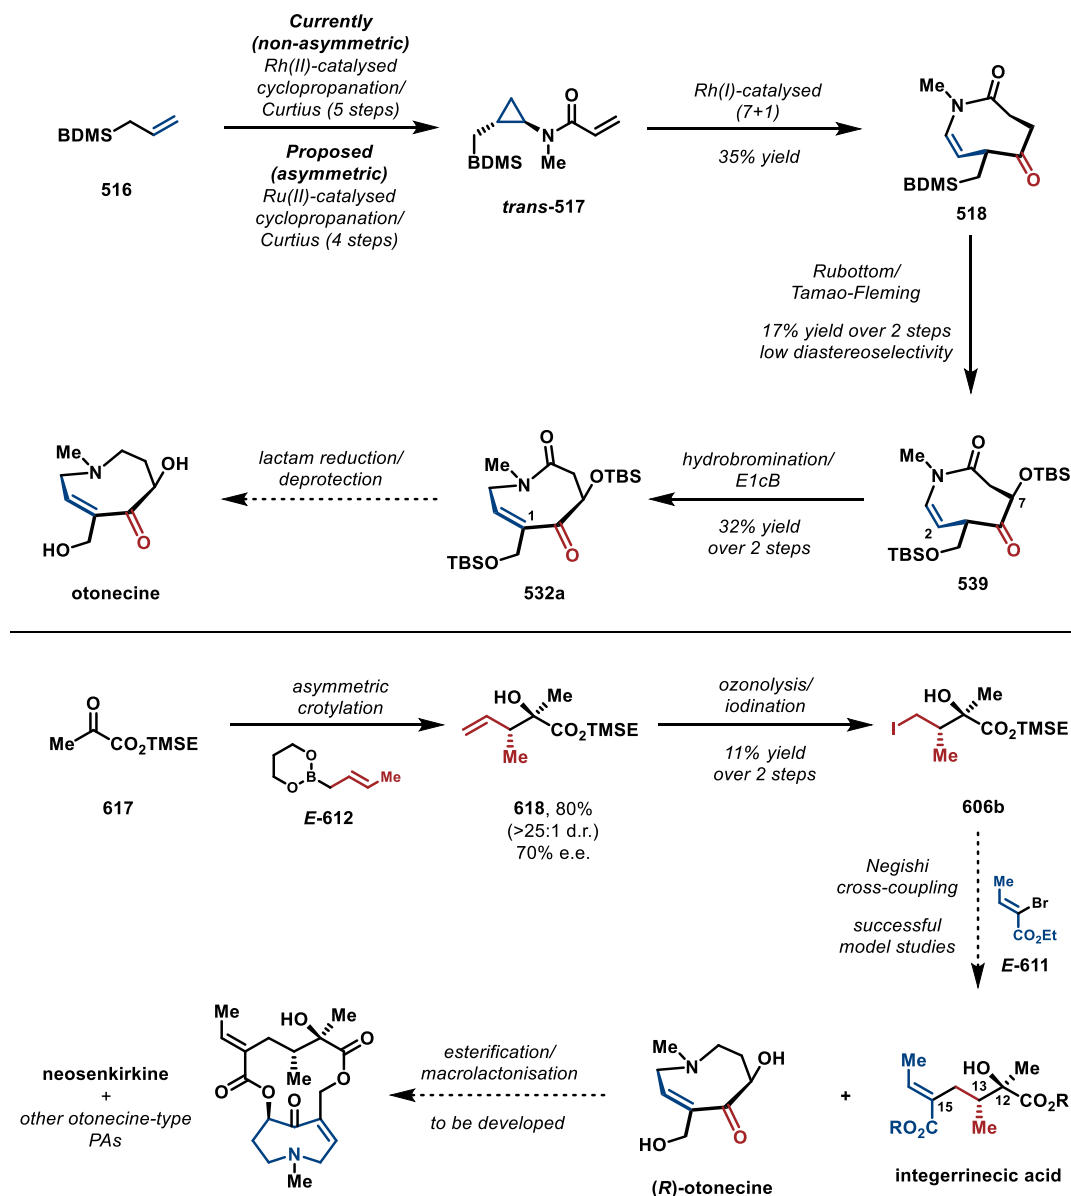 Currently
(non-asymmetric)
Rh(II)-catalysed
cyclopropanation/
Curtius (5 steps)
Proposed
(asymmetric)
Ru(II)-catalysed
cyclopropanation/
Curtius (4 steps)
BDMS
516
O
N
Me
BDMS
trans-517
Rh(I)-catalysed
(7+1)
35% yield
Me
N
O
O
BDMS
518
Rubottom/
Tamao-Fleming
17% yield over 2 steps
low diastereoselectivity
Me
N
OH
O
HO
otonecine
lactam reduction/
deprotection
O
Me
N
OTBS
1
O
TBSO
532a
hydrobromination/
E1cB
32% yield
over 2 steps
O
Me
N
OTBS
7
2
O
TBSO
539
O
Me
CO2TMSE
617
asymmetric
crotylation
O
B
O
Me
E-612
HO
Me
CO2TMSE
Me
618, 80%
(>25:1 d.r.)
70% e.e.
ozonolysis/
iodination
11% yield
over 2 steps
HO
Me
I
CO2TMSE
Me
606b
Negishi
cross-coupling
successful
model studies
Me
Br
CO2Et
E-611
neosenkirkine
+
other otonecine-type
PAs
Me
HO
Me
O
Me
O
O
O
O
N
Me
esterification/
macrolactonisation
to be developed
Me
N
OH
O
HO
(R)-otonecine
+
Me
HO
Me
13
12
CO2R
15
RO2C
Me
integerrinecic acid